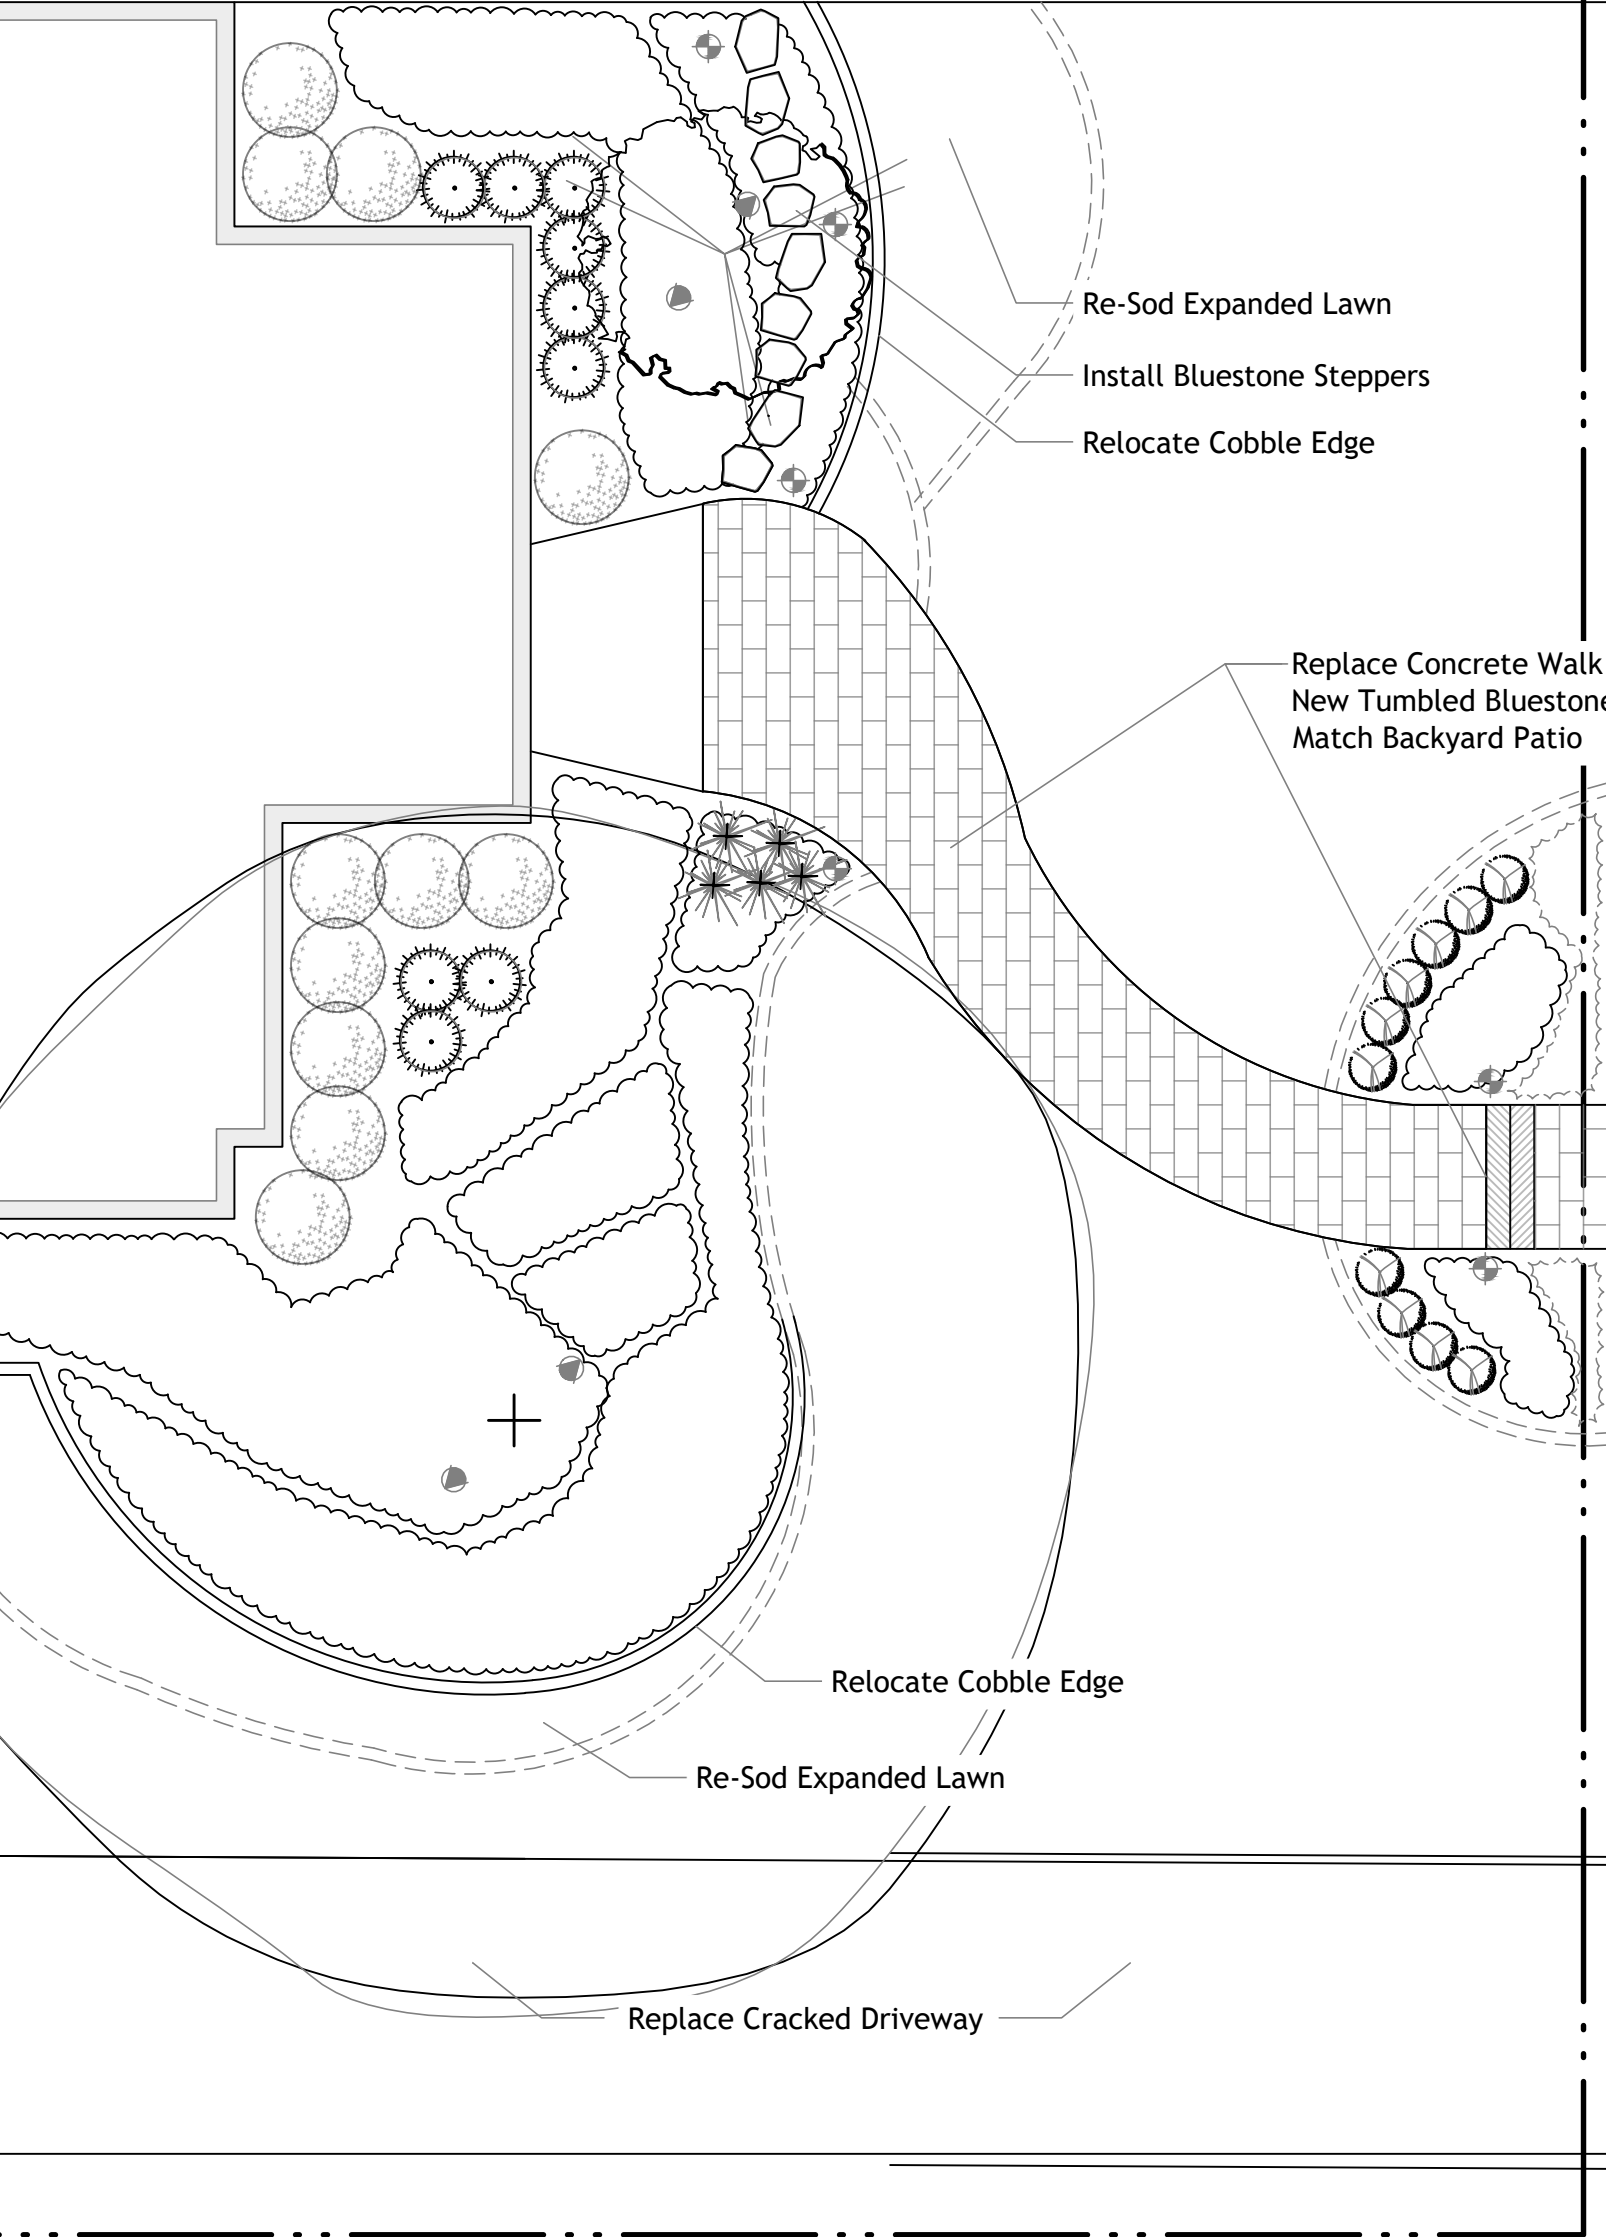 Re-Sod Expanded Lawn
Install Bluestone Steppers
Relocate Cobble Edge
Replace Concrete Walk
New Tumbled Bluestone
Match Backyard Patio
Relocate Cobble Edge
Re-Sod Expanded Lawn
Replace Cracked Driveway